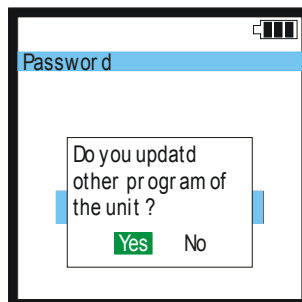 Password
Do you updatd
other program of
the unit ?
Yes No